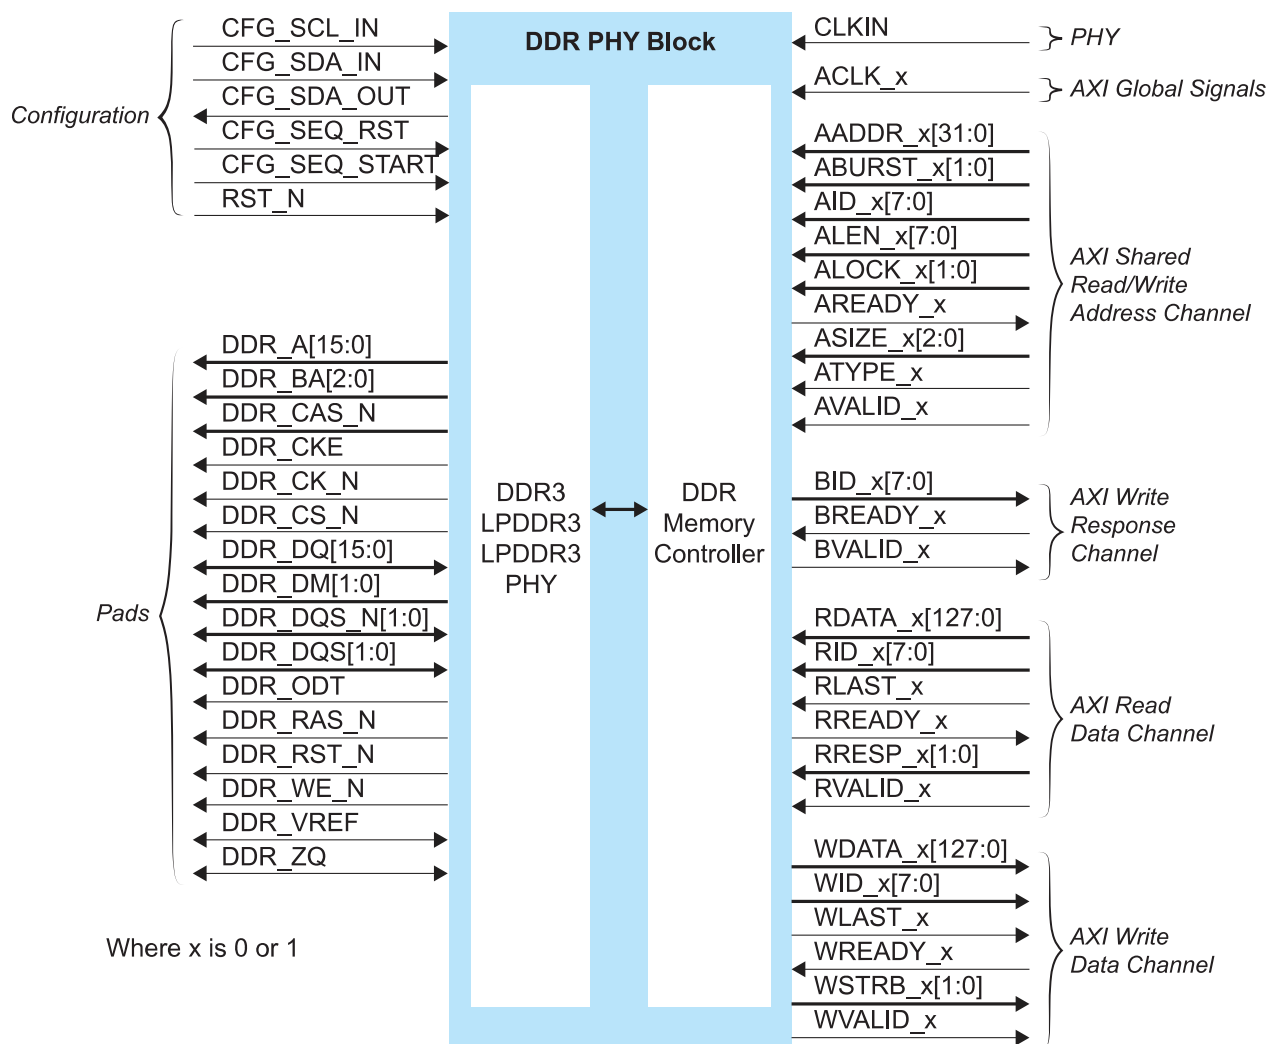 CFG_SCL_IN
CFG_SDA_IN
CFG_SDA_OUT
CFG_SEQ_RST
CFG_SEQ_START
RST_N
Configuration
DDR_A[15:0]
DDR_BA[2:0]
DDR_CAS_N
DDR_CKE
DDR_CK_N
DDR_CS_N
DDR_DQ[15:0]
DDR_DM[1:0]
DDR_DQS_N[1:0]
DDR_DQS[1:0]
DDR_ODT
DDR_RAS_N
DDR_RST_N
DDR_WE_N
DDR_VREF
DDR_ZQ
Pads
Where x is 0 or 1
DDR PHY Block
DDR3
LPDDR3
LPDDR3
PHY
DDR
Memory
Controller
CLKIN
PHY
ACLK_x
AXI Global Signals
AADDR_x[31:0]
ABURST_x[1:0]
AID_x[7:0]
ALEN_x[7:0]
ALOCK_x[1:0]
AREADY_x
ASIZE_x[2:0]
ATYPE_x
AVALID_x
AXI Shared
Read/Write
Address Channel
BID_x[7:0]
BREADY_x
BVALID_x
AXI Write
Response
Channel
RDATA_x[127:0]
RID_x[7:0]
RLAST_x
RREADY_x
RRESP_x[1:0]
RVALID_x
AXI Read
Data Channel
WDATA_x[127:0]
WID_x[7:0]
WLAST_x
WREADY_x
WSTRB_x[1:0]
WVALID_x
AXI Write
Data Channel